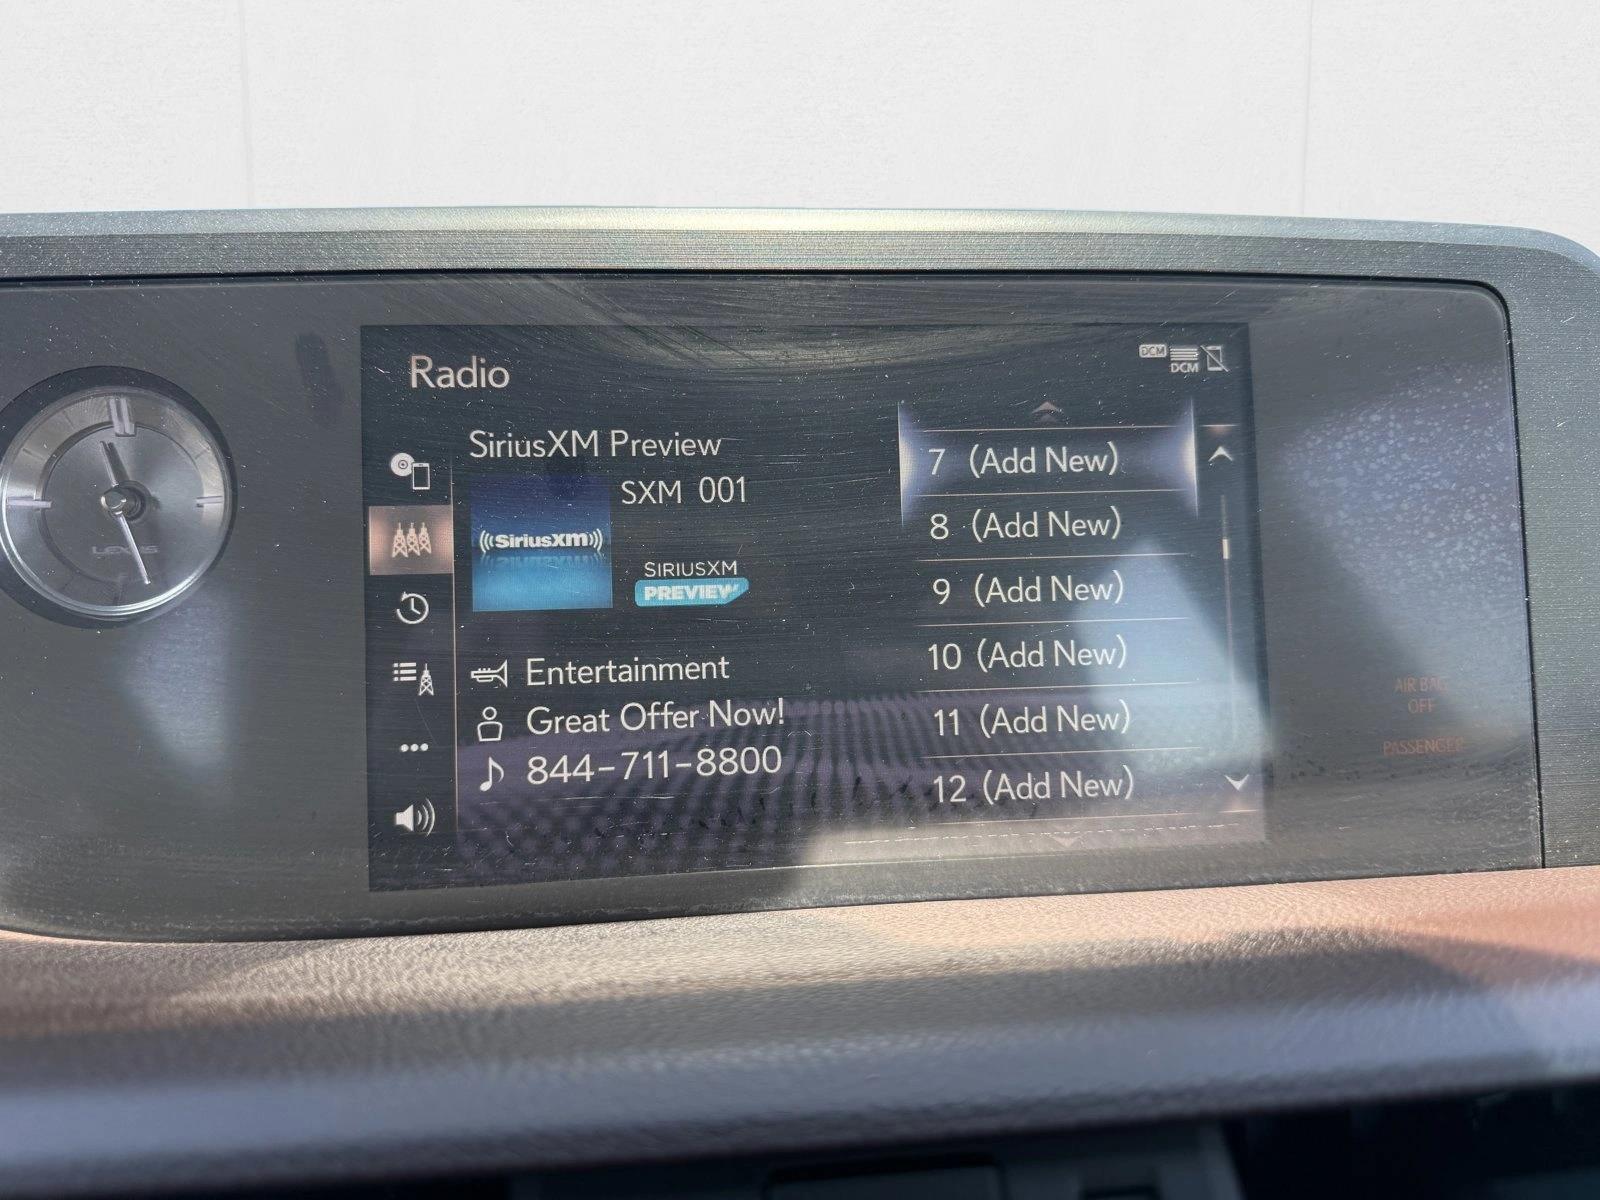 Radio
DCM
DCM
SiriusXM Preview
SXM 001
SiriusXM
SIRIUSXM
PREVIEW
Entertainment
Great Offer Now!
844-711-8800
7 (Add New)
8 (Add New)
9 (Add New)
10 (Add New)
11 (Add New)
12 (Add New)
LEXUS
AIR BAG
OFF
PASSENGER